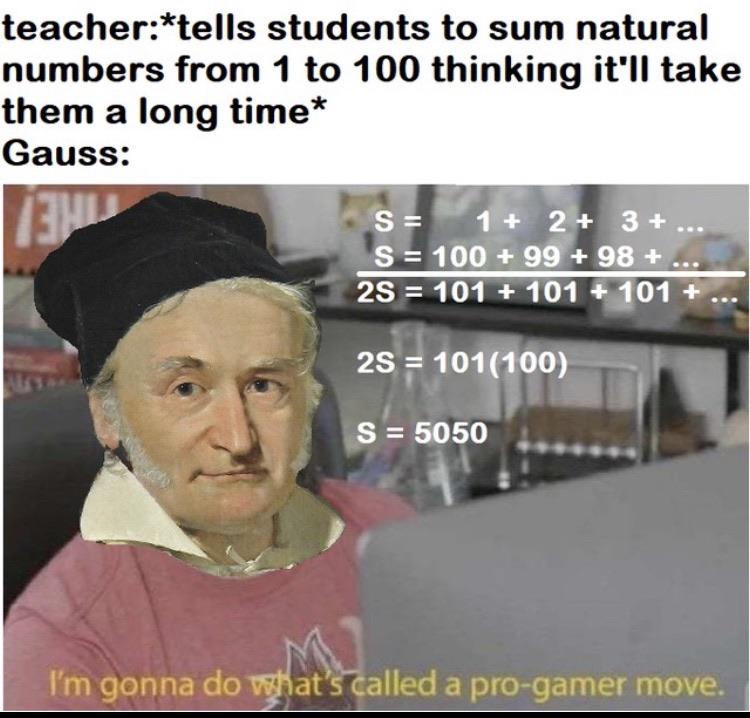 teacher:*tells students to sum natural
numbers from 1 to 100 thinking it'll take
them a long time*
Gauss:
S = 1 + 2 + 3 + ...
S = 100 + 99 + 98 + ...
2S = 101 + 101 + 101 + ...
2S = 101(100)
S = 5050
I'm gonna do what's called a pro-gamer move.